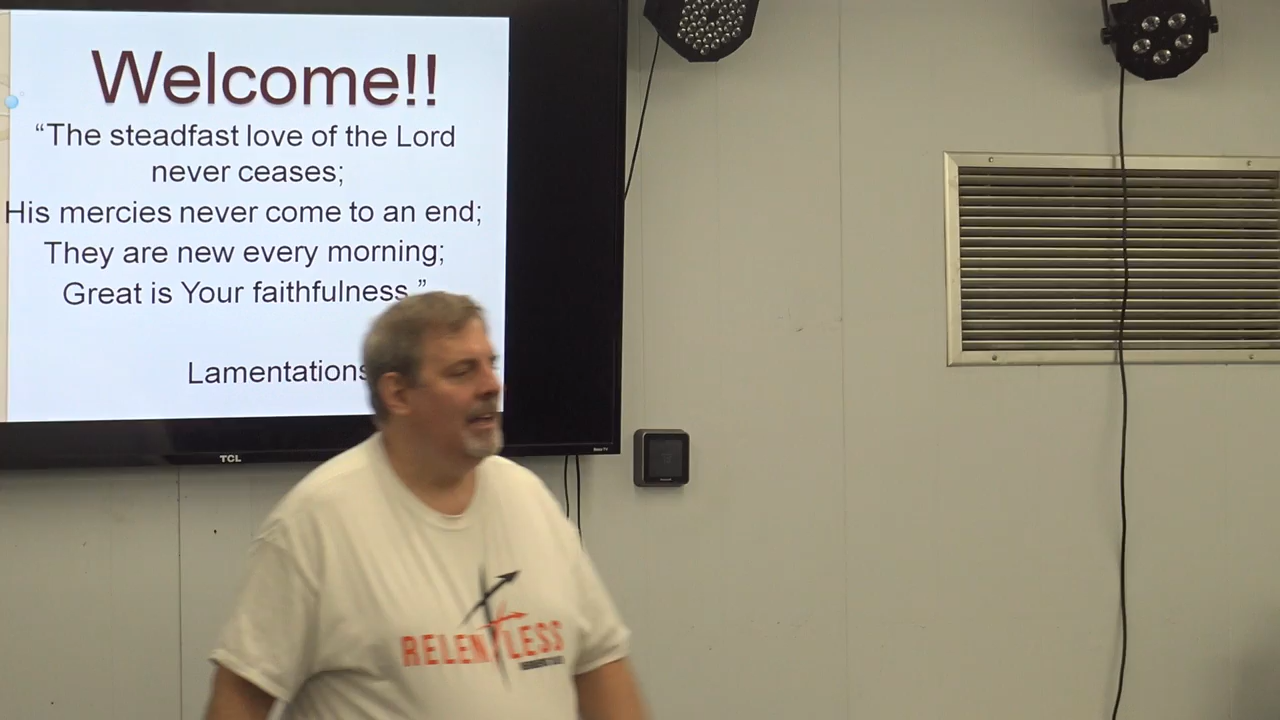 Welcome!!
“The steadfast love of the Lord
never ceases;
His mercies never come to an end;
They are new every morning;
Great is Your faithfulness.”
Lamentations
TCL
RELENTLESS